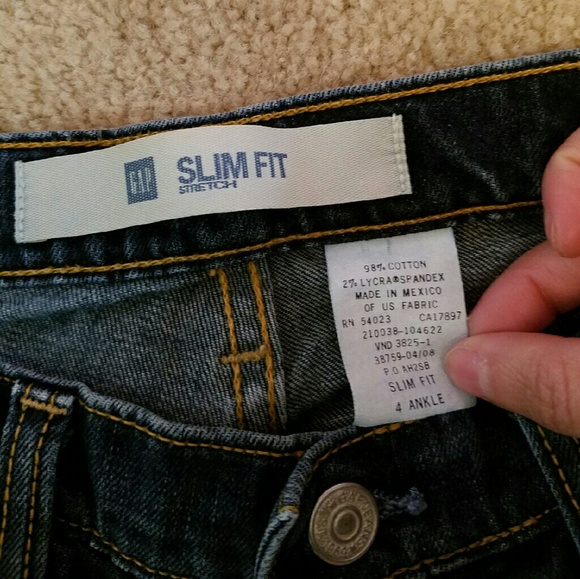 GAP
SLIM FIT
STRETCH
98% COTTON
2% LYCRA®SPANDEX
MADE IN MEXICO
OF US FABRIC
RN 54023 CA17897
210038-104622
VND 3825-1
38759-04/08
P.O AH2SB
SLIM FIT
4 ANKLE